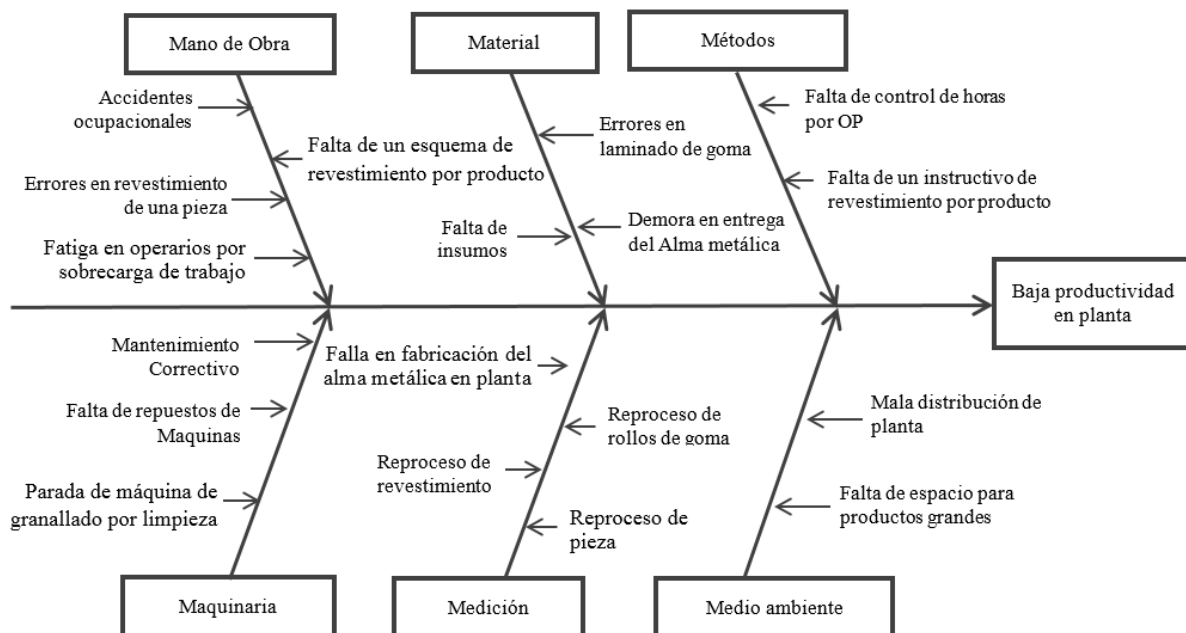 Mano de Obra
Material
Métodos
Accidentes
ocupacionales
Falta de un esquema de
revestimiento por producto
Errores en revestimiento
de una pieza
Fatiga en operarios por
sobrecarga de trabajo
Errores en
laminado de goma
Falta de
insumos
Demora en entrega
del Alma metálica
Falta de control de horas
por OP
Falta de un instructivo de
revestimiento por producto
Baja productividad
en planta
Mantenimiento
Correctivo
Falta de repuestos de
Maquinas
Parada de máquina de
granallado por limpieza
Falla en fabricación del
alma metálica en planta
Reproceso de
rollos de goma
Reproceso de
revestimiento
Reproceso de
pieza
Mala distribución de
planta
Falta de espacio para
productos grandes
Maquinaria
Medición
Medio ambiente